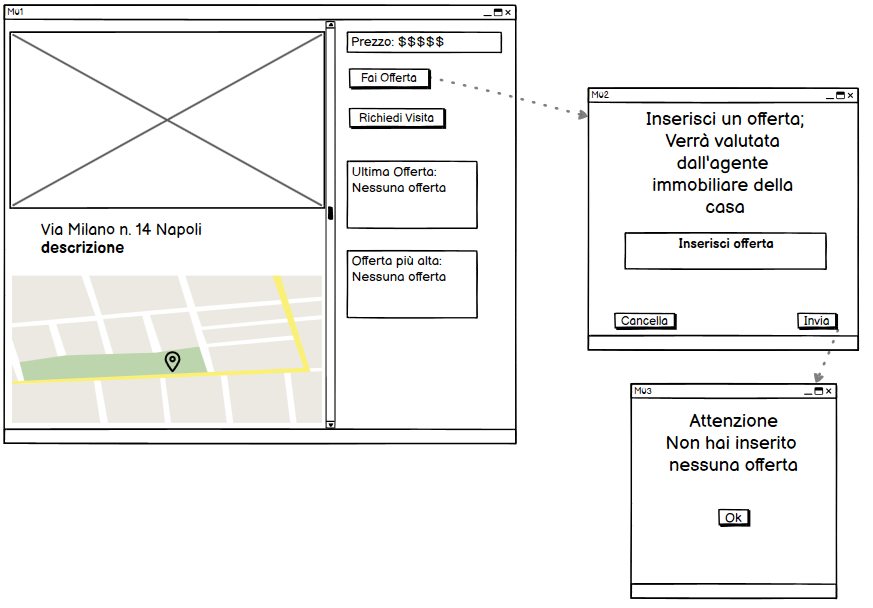 Mu1
Prezzo: $$$$$
Fai Offerta
Richiedi Visita
Ultima Offerta:
Nessuna offerta
Via Milano n. 14 Napoli
descrizione
Offerta più alta:
Nessuna offerta
Mu2
Inserisci un offerta;
Verrà valutata
dall'agente
immobiliare della
casa
Inserisci offerta
Cancella
Invia
Mu3
Attenzione
Non hai inserito
nessuna offerta
Ok